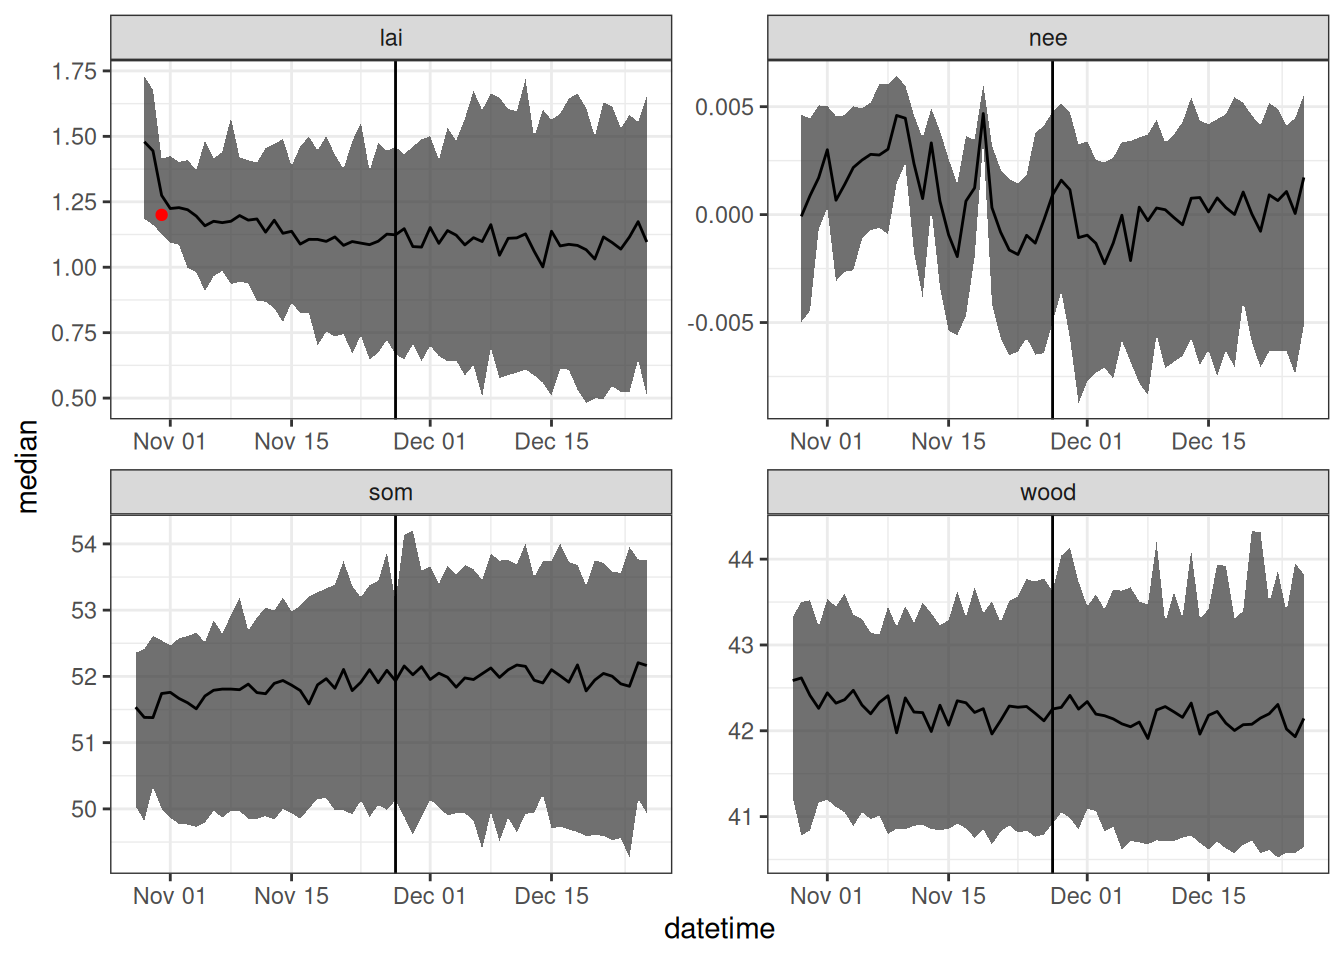 lai
nee
1.75
1.50
1.25
1.00
0.75
0.50
0.005
0.000
-0.005
Nov 01 Nov 15 Dec 01 Dec 15
Nov 01 Nov 15 Dec 01 Dec 15
median
som
wood
54
53
52
51
50
44
43
42
41
Nov 01 Nov 15 Dec 01 Dec 15
Nov 01 Nov 15 Dec 01 Dec 15
datetime